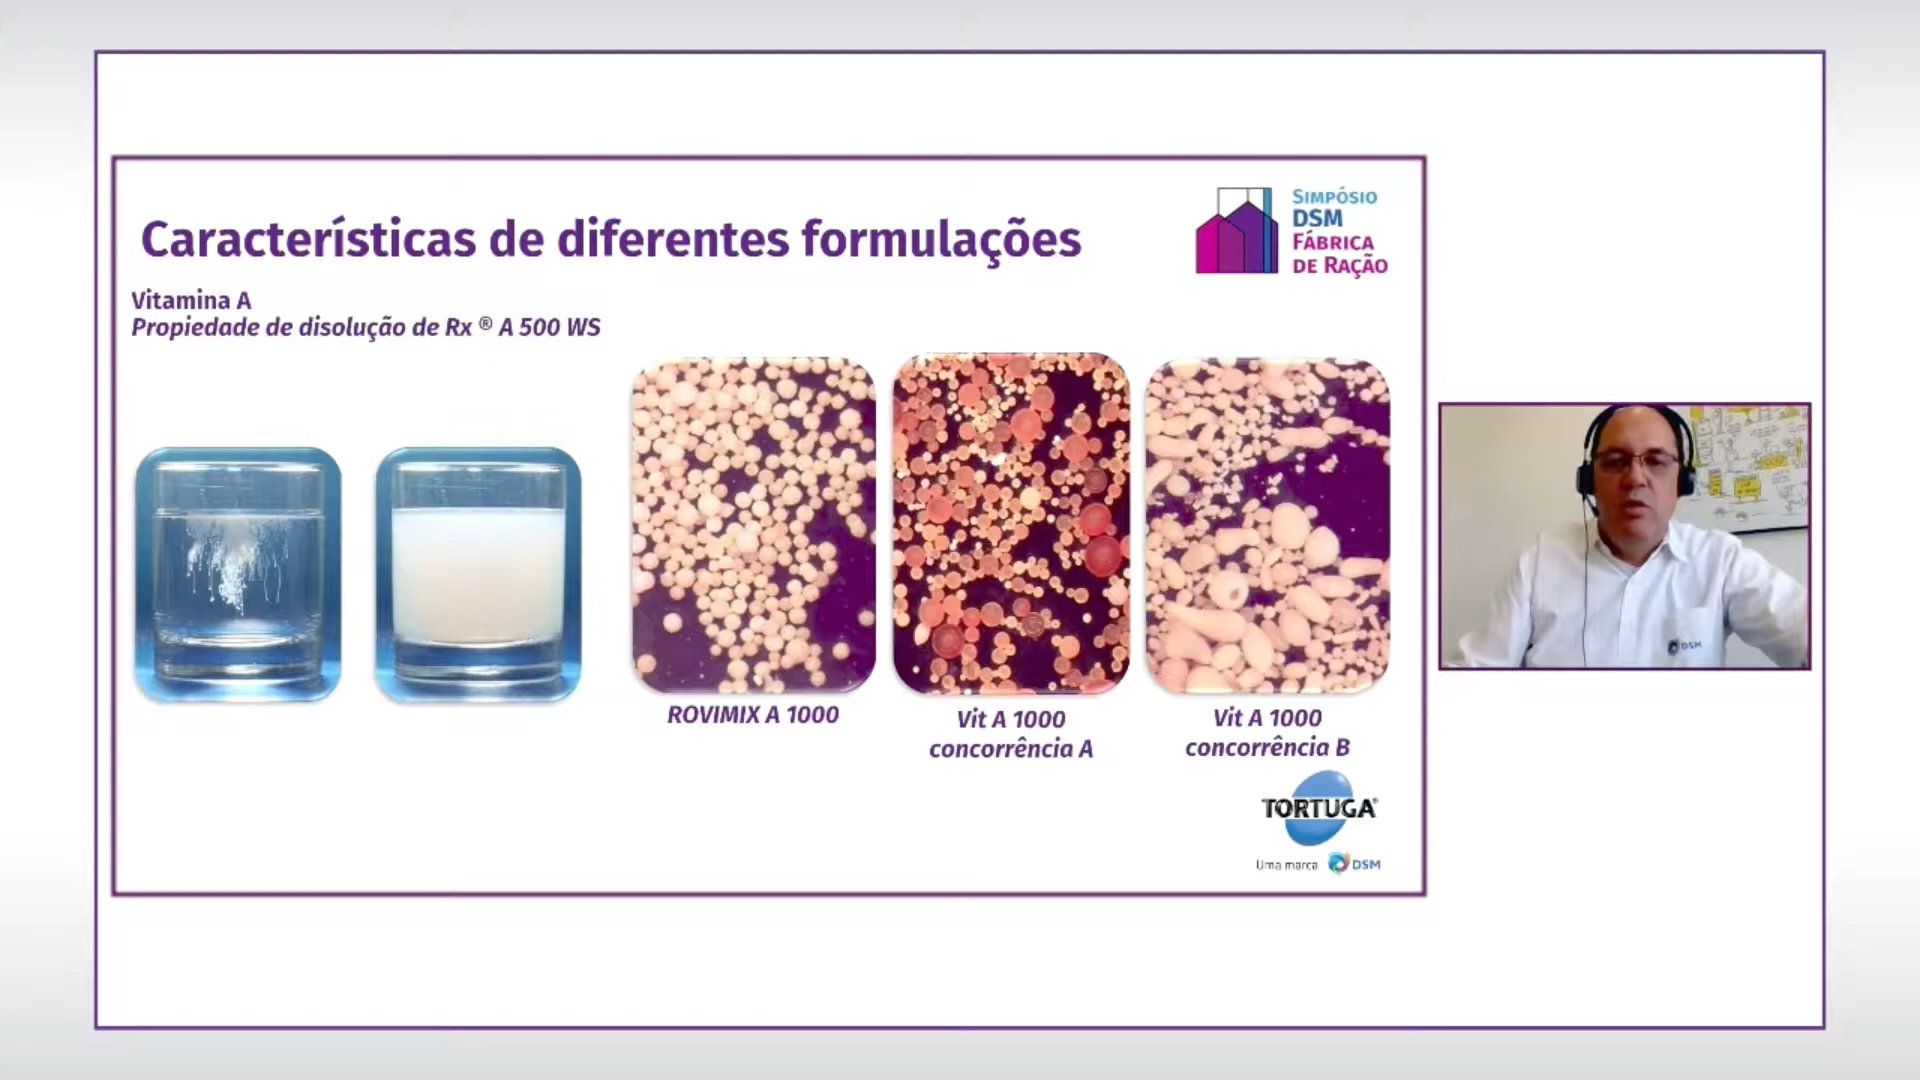 Características de diferentes formulações
SIMPÓSIO
DSM
FÁBRICA
DE RAÇÃO
Vitamina A
Propiedade de disolução de Rx ® A 500 WS
ROVIMIX A 1000
Vit A 1000
concorrência A
Vit A 1000
concorrência B
TORTUGA®
Uma marca DSM
DSM